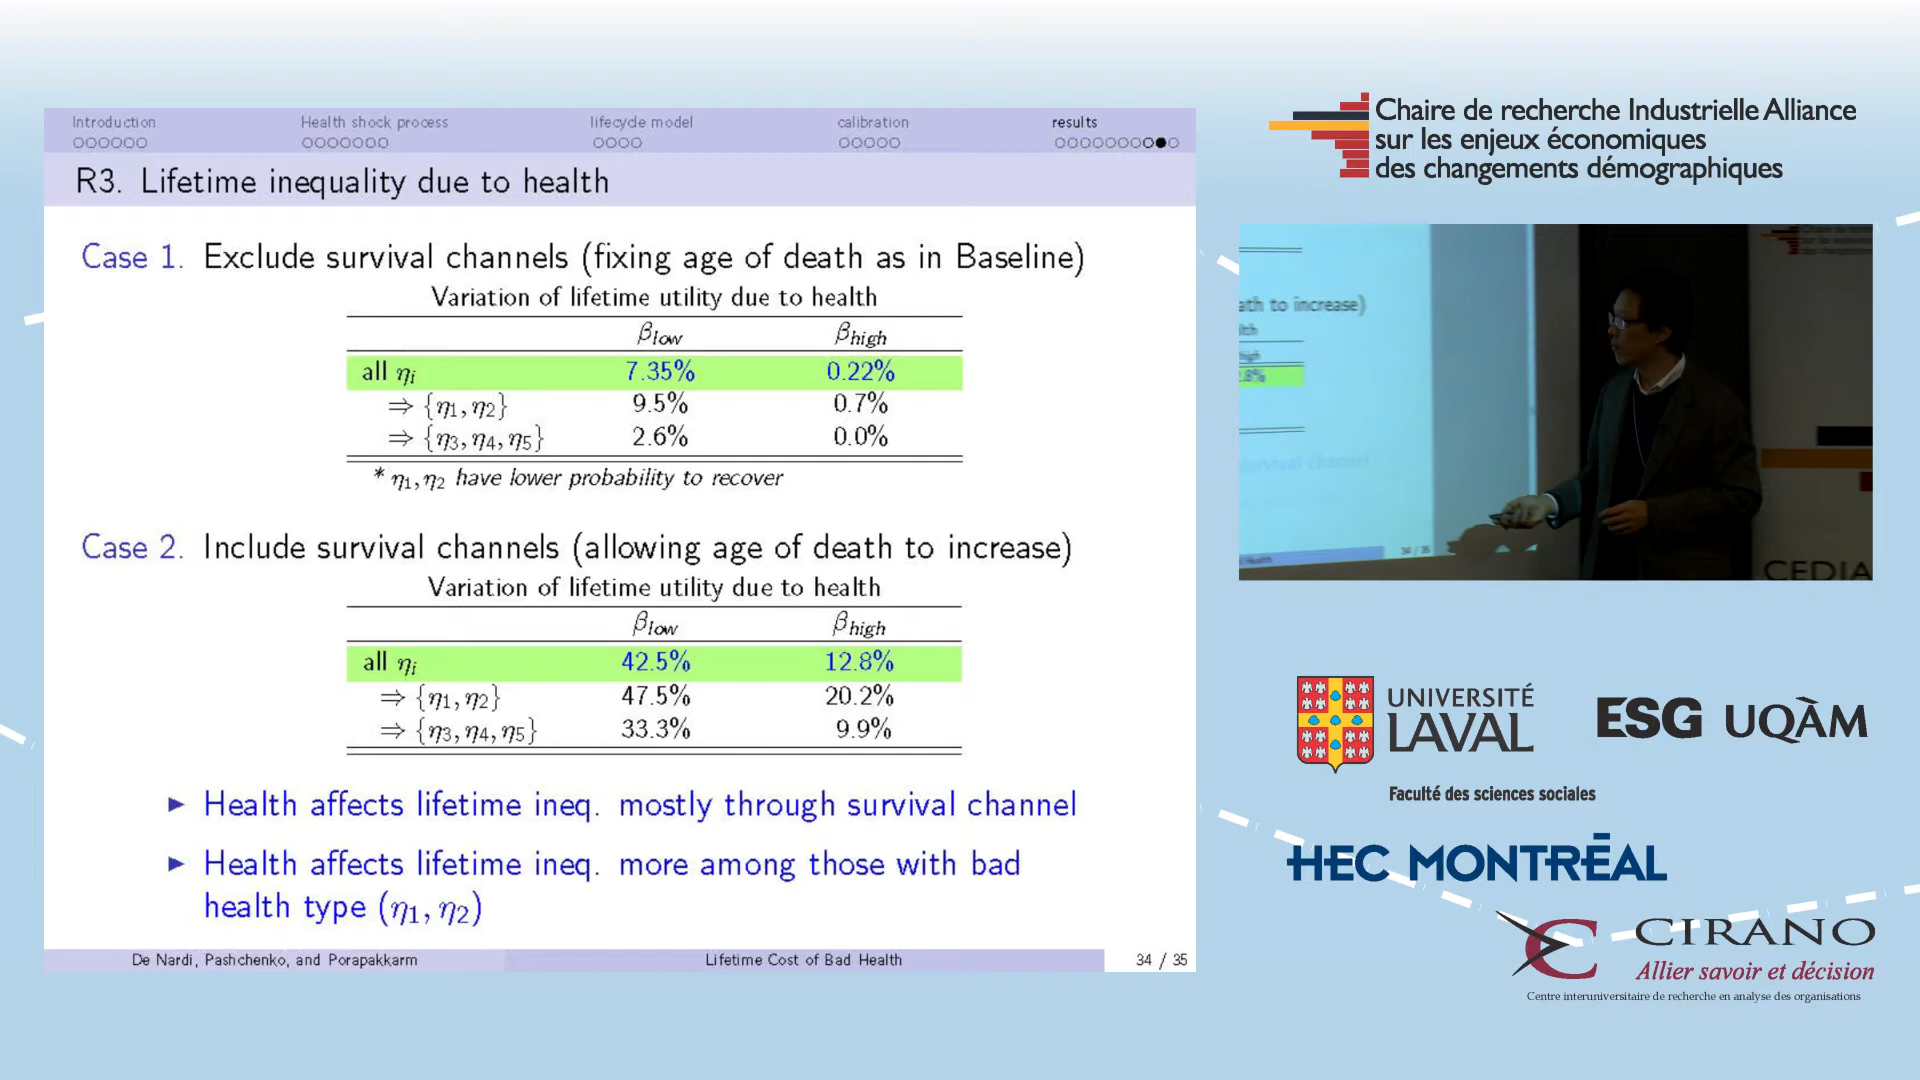 Introduction Health shock process lifecycle model calibration results
R3. Lifetime inequality due to health
Case 1. Exclude survival channels (fixing age of death as in Baseline)
Variation of lifetime utility due to health
βlow βhigh
all ηi 7.35% 0.22%
⇒ {η1, η2} 9.5% 0.7%
⇒ {η3, η4, η5} 2.6% 0.0%
* η1, η2 have lower probability to recover
Case 2. Include survival channels (allowing age of death to increase)
Variation of lifetime utility due to health
βlow βhigh
all ηi 42.5% 12.8%
⇒ {η1, η2} 47.5% 20.2%
⇒ {η3, η4, η5} 33.3% 9.9%
▶ Health affects lifetime ineq. mostly through survival channel
▶ Health affects lifetime ineq. more among those with bad
health type (η1, η2)
De Nardi, Pashchenko, and Porapakkarm Lifetime Cost of Bad Health 34 / 35
Chaire de recherche Industrielle Alliance
sur les enjeux économiques
des changements démographiques
ath to increase)
lth
high
.8%
survival channel
34 / 35
Health
CEDIA
UNIVERSITÉ
LAVAL
Faculté des sciences sociales
ESG UQÀM
HEC MONTRÉAL
CIRANO
Allier savoir et décision
Centre interuniversitaire de recherche en analyse des organisations